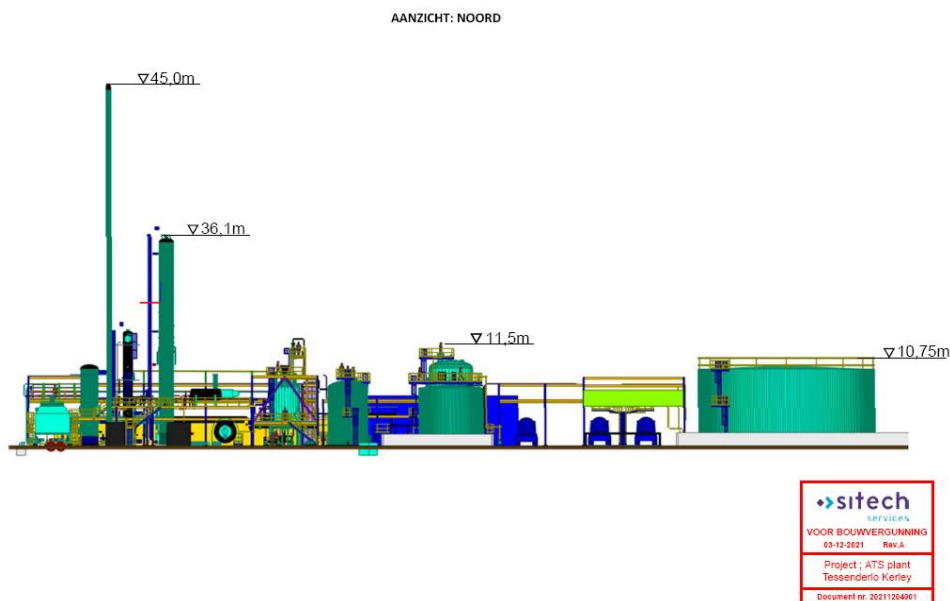 AANZICHT: NOORD
45,0m
36,1m
11,5m
10,75m
sitech
services
VOOR BOUWVERGUNNING
03-12-2021 Rev.A
Project ; ATS plant
Tessenderlo Kerley
Document nr. 20211204001